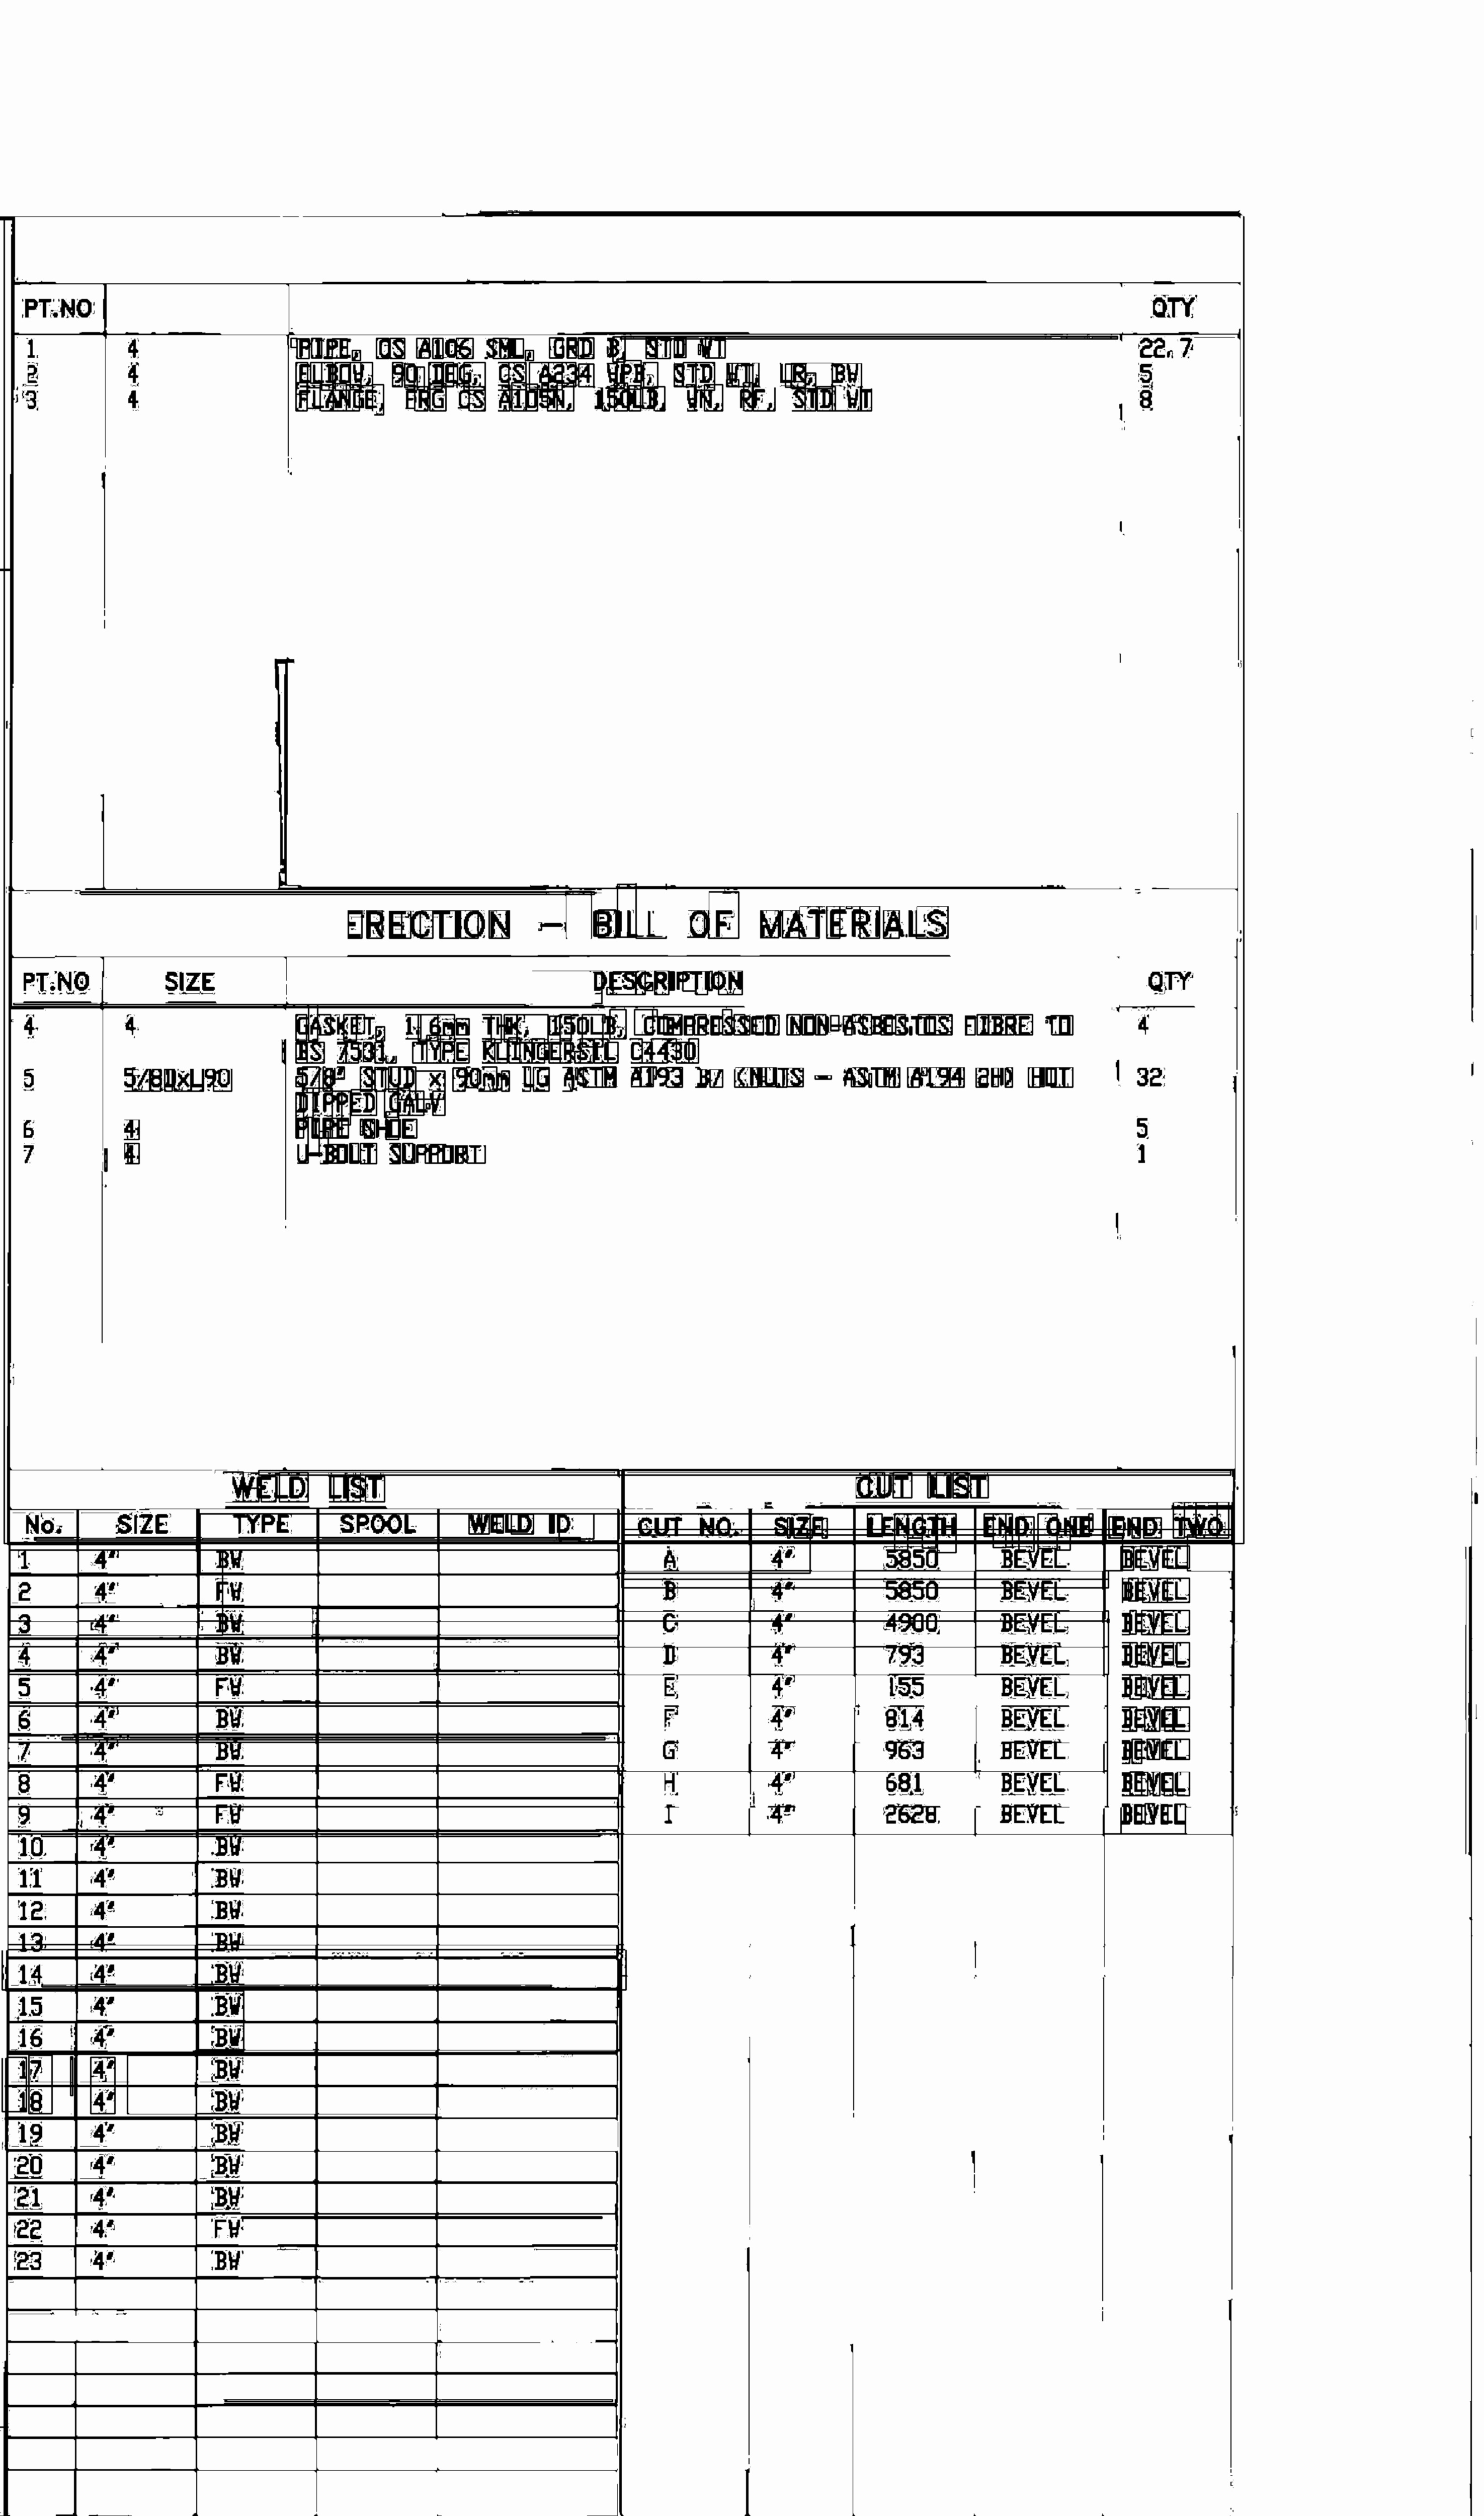 PT.NO QTY
1 4 PIPE, CS A106 SML, GRD B, STD WT 22.7
2 4 ELBOW, 90 DEG, CS A234 WPB, STD WT, LR, BW 5
3 4 FLANGE, FRG CS A105N, 150LB, WN, RF, STD WT 8
ERECTION - BILL OF MATERIALS
PT.NO SIZE DESCRIPTION QTY
4 4 GASKET, 1.6mm THK, 150LB, COMPRESSED NON-ASBESTOS FIBRE TO 4
BS 7531, TYPE KLINGERSIL C4430
5 5/8DxL90 5/8" STUD x 90mm LG ASTM A193 B7 C/NUTS - ASTM A194 2H, HOT 32
DIPPED GALV
6 4 PIPE SHOE 5
7 4 U-BOLT SUPPORT 1
WELD LIST CUT LIST
No. SIZE TYPE SPOOL WELD ID CUT NO. SIZE LENGTH END ONE END TWO
1 4" BW A 4" 5850 BEVEL BEVEL
2 4" FW B 4" 5850 BEVEL BEVEL
3 4" BW C 4" 4900 BEVEL BEVEL
4 4" BW D 4" 793 BEVEL BEVEL
5 4" FW E 4" 155 BEVEL BEVEL
6 4" BW F 4" 814 BEVEL BEVEL
7 4" BW G 4" 963 BEVEL BEVEL
8 4" FW H 4" 681 BEVEL BEVEL
9 4" FW I 4" 2628 BEVEL BEVEL
10 4" BW
11 4" BW
12 4" BW
13 4" BW
14 4" BW
15 4" BW
16 4" BW
17 4" BW
18 4" BW
19 4" BW
20 4" BW
21 4" BW
22 4" FW
23 4" BW